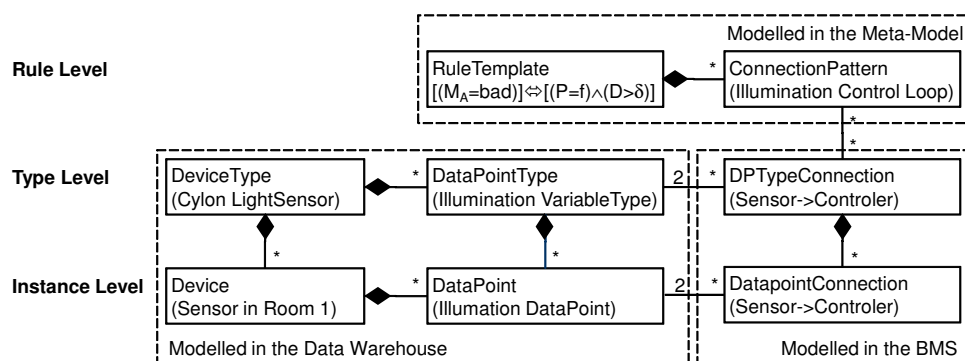 Modelled in the Meta-Model
Rule Level
RuleTemplate
[(M_A=bad)]⇔[(P=f)∧(D>δ)]
*
ConnectionPattern
(Illumination Control Loop)
*
*
Type Level
DeviceType
(Cylon LightSensor)
*
DataPointType
(Illumination VariableType)
2
*
DPTypeConnection
(Sensor->Controler)
*
*
*
Instance Level
Device
(Sensor in Room 1)
*
DataPoint
(Illumation DataPoint)
2
*
DatapointConnection
(Sensor->Controler)
Modelled in the Data Warehouse
Modelled in the BMS